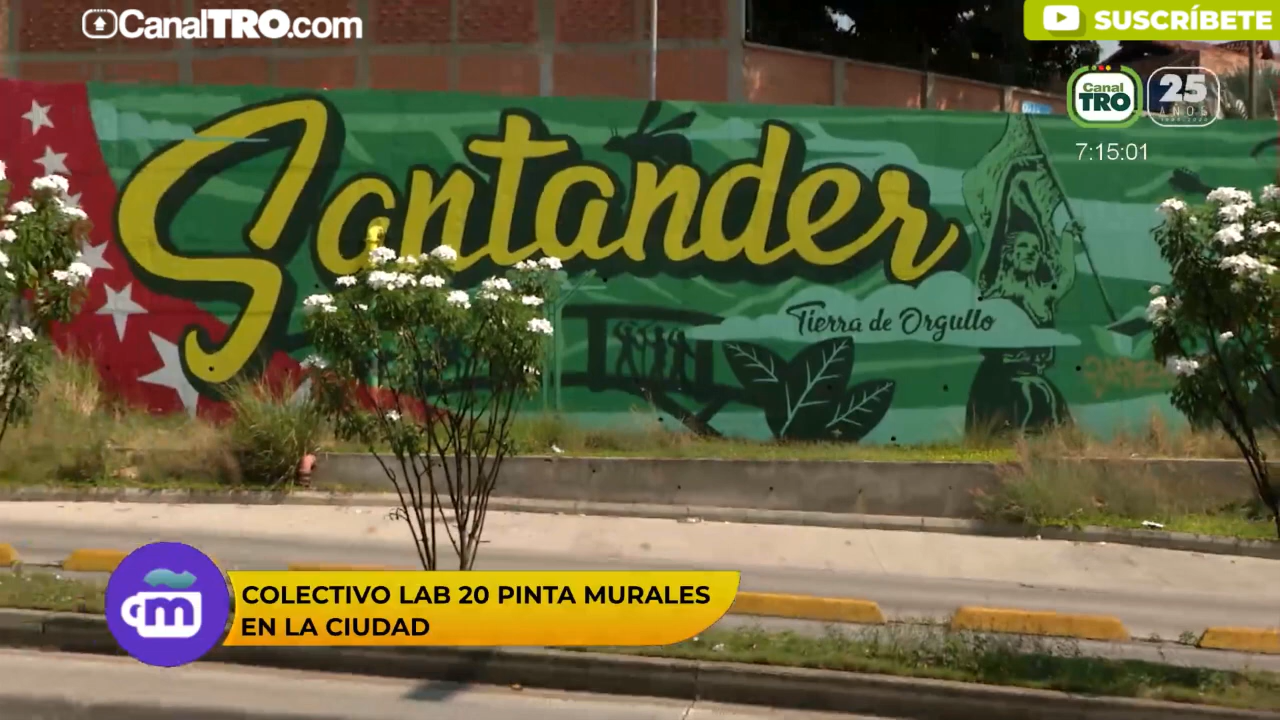 CanalTRO.com
SUSCRÍBETE
Canal
TRO
25
AÑOS
7:15:01
Santander
Tierra de Orgullo
m
COLECTIVO LAB 20 PINTA MURALES
EN LA CIUDAD